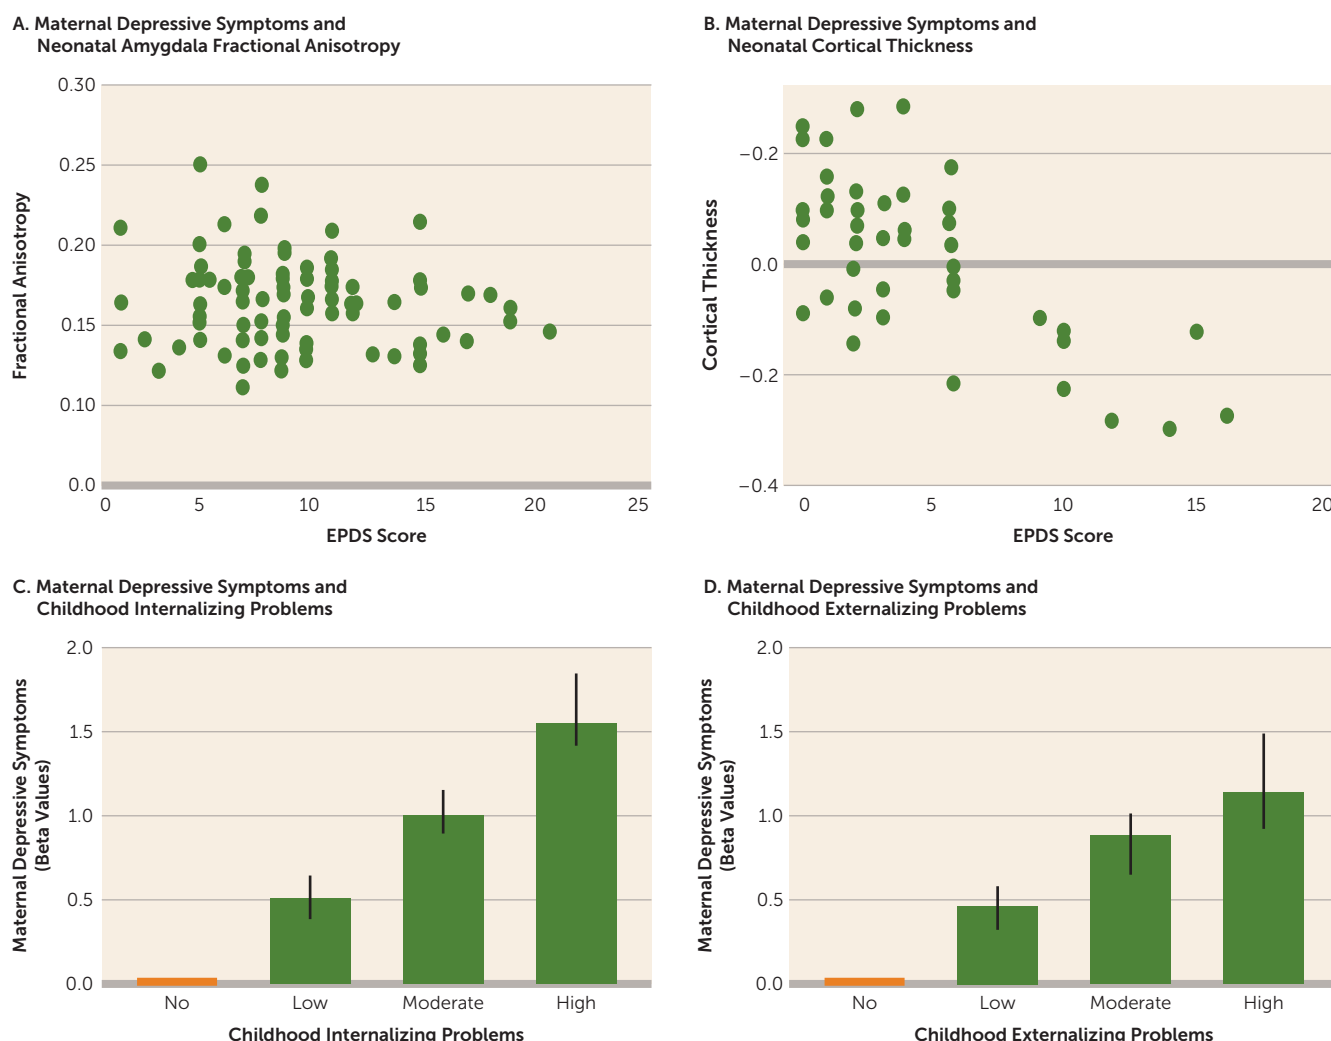 A. Maternal Depressive Symptoms and
Neonatal Amygdala Fractional Anisotropy
0.30
0.25
0.20
0.15
0.10
0.0
Fractional Anisotropy
0 5 10 15 20 25
EPDS Score
B. Maternal Depressive Symptoms and
Neonatal Cortical Thickness
−0.2
0.0
−0.2
−0.4
Cortical Thickness
0 5 10 15 20
EPDS Score
C. Maternal Depressive Symptoms and
Childhood Internalizing Problems
2.0
1.5
1.0
0.5
0.0
Maternal Depressive Symptoms
(Beta Values)
No Low Moderate High
Childhood Internalizing Problems
D. Maternal Depressive Symptoms and
Childhood Externalizing Problems
2.0
1.5
1.0
0.5
0.0
Maternal Depressive Symptoms
(Beta Values)
No Low Moderate High
Childhood Externalizing Problems